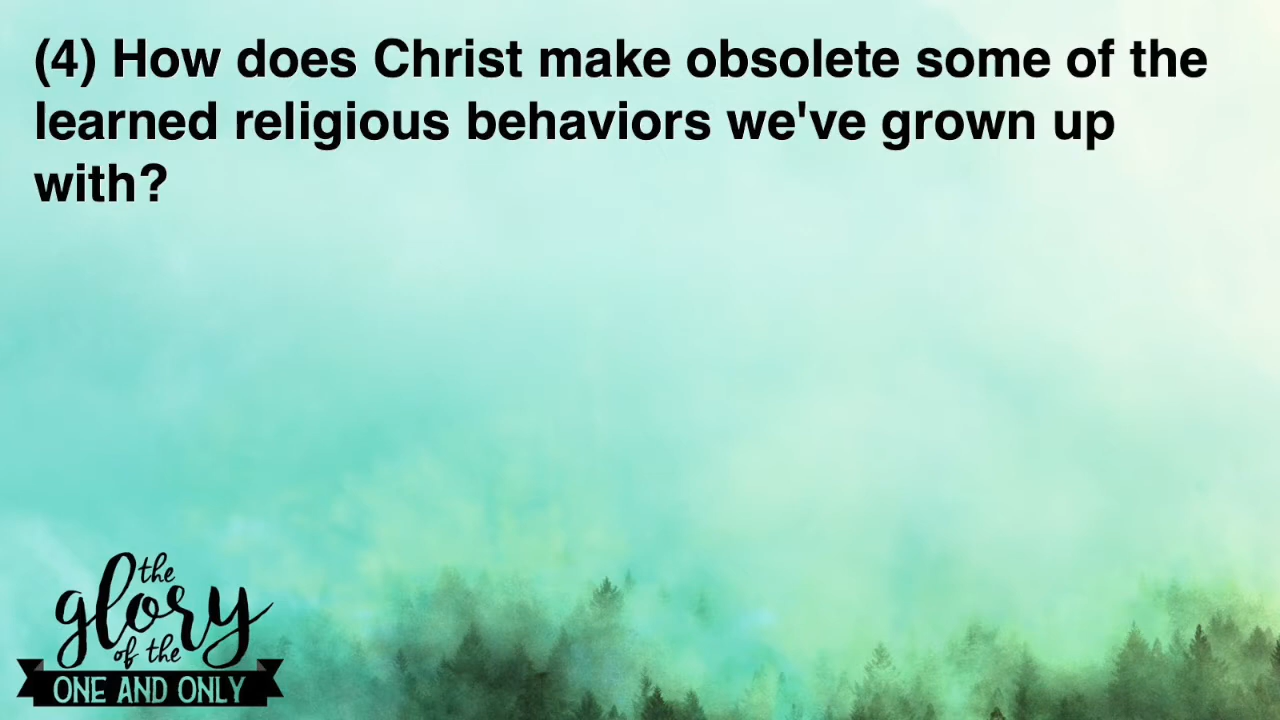 (4) How does Christ make obsolete some of the
learned religious behaviors we've grown up
with?
the
glory
of the
ONE AND ONLY